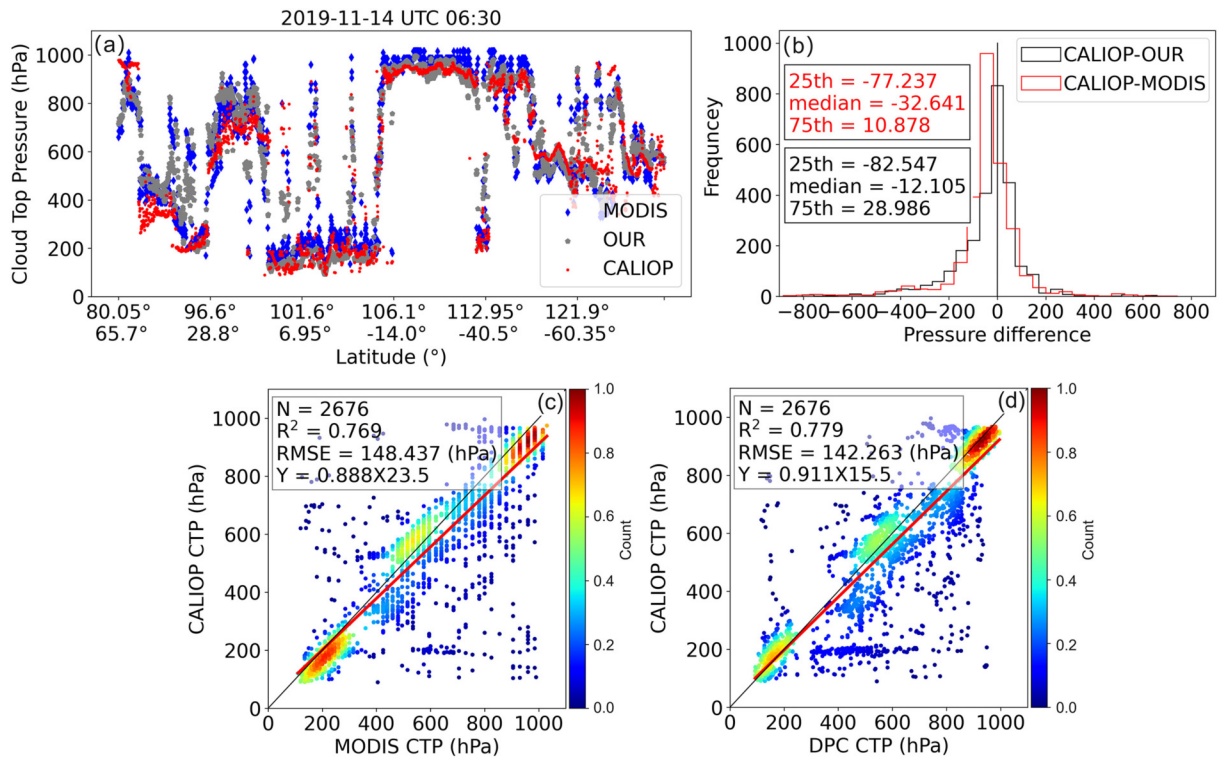 2019-11-14 UTC 06:30
(a)
Cloud Top Pressure (hPa)
1000
800
600
400
200
0
MODIS
OUR
CALIOP
80.05° 96.6° 101.6° 106.1° 112.95° 121.9°
65.7° 28.8° 6.95° -14.0° -40.5° -60.35°
Latitude (°)
(b)
CALIOP-OUR
CALIOP-MODIS
25th = -77.237
median = -32.641
75th = 10.878
25th = -82.547
median = -12.105
75th = 28.986
Frequncey
1000
800
600
400
200
0
−800 −600 −400 −200 0 200 400 600 800
Pressure difference
(c)
N = 2676
R² = 0.769
RMSE = 148.437 (hPa)
Y = 0.888X23.5
CALIOP CTP (hPa)
1000
800
600
400
200
0
0 200 400 600 800 1000
MODIS CTP (hPa)
1.0
0.8
0.6
0.4
0.2
0.0
Count
(d)
N = 2676
R² = 0.779
RMSE = 142.263 (hPa)
Y = 0.911X15.5
CALIOP CTP (hPa)
1000
800
600
400
200
0
0 200 400 600 800 1000
DPC CTP (hPa)
1.0
0.8
0.6
0.4
0.2
0.0
Count